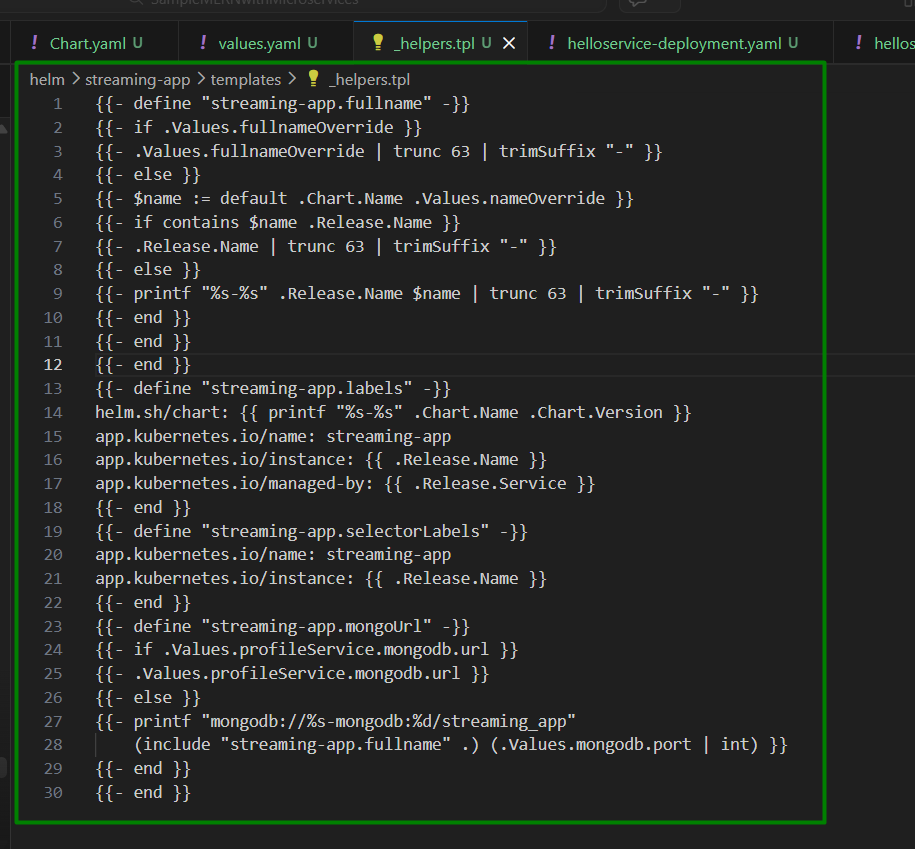 SampleMERNwithMicroservices
! Chart.yaml U ! values.yaml U _helpers.tpl U ! helloservice-deployment.yaml U ! hellos
helm > streaming-app > templates > _helpers.tpl
1 {{- define "streaming-app.fullname" -}}
2 {{- if .Values.fullnameOverride }}
3 {{- .Values.fullnameOverride | trunc 63 | trimSuffix "-" }}
4 {{- else }}
5 {{- $name := default .Chart.Name .Values.nameOverride }}
6 {{- if contains $name .Release.Name }}
7 {{- .Release.Name | trunc 63 | trimSuffix "-" }}
8 {{- else }}
9 {{- printf "%s-%s" .Release.Name $name | trunc 63 | trimSuffix "-" }}
10 {{- end }}
11 {{- end }}
12 {{- end }}
13 {{- define "streaming-app.labels" -}}
14 helm.sh/chart: {{ printf "%s-%s" .Chart.Name .Chart.Version }}
15 app.kubernetes.io/name: streaming-app
16 app.kubernetes.io/instance: {{ .Release.Name }}
17 app.kubernetes.io/managed-by: {{ .Release.Service }}
18 {{- end }}
19 {{- define "streaming-app.selectorLabels" -}}
20 app.kubernetes.io/name: streaming-app
21 app.kubernetes.io/instance: {{ .Release.Name }}
22 {{- end }}
23 {{- define "streaming-app.mongoUrl" -}}
24 {{- if .Values.profileService.mongodb.url }}
25 {{- .Values.profileService.mongodb.url }}
26 {{- else }}
27 {{- printf "mongodb://%s-mongodb:%d/streaming_app"
28 (include "streaming-app.fullname" .) (.Values.mongodb.port | int) }}
29 {{- end }}
30 {{- end }}